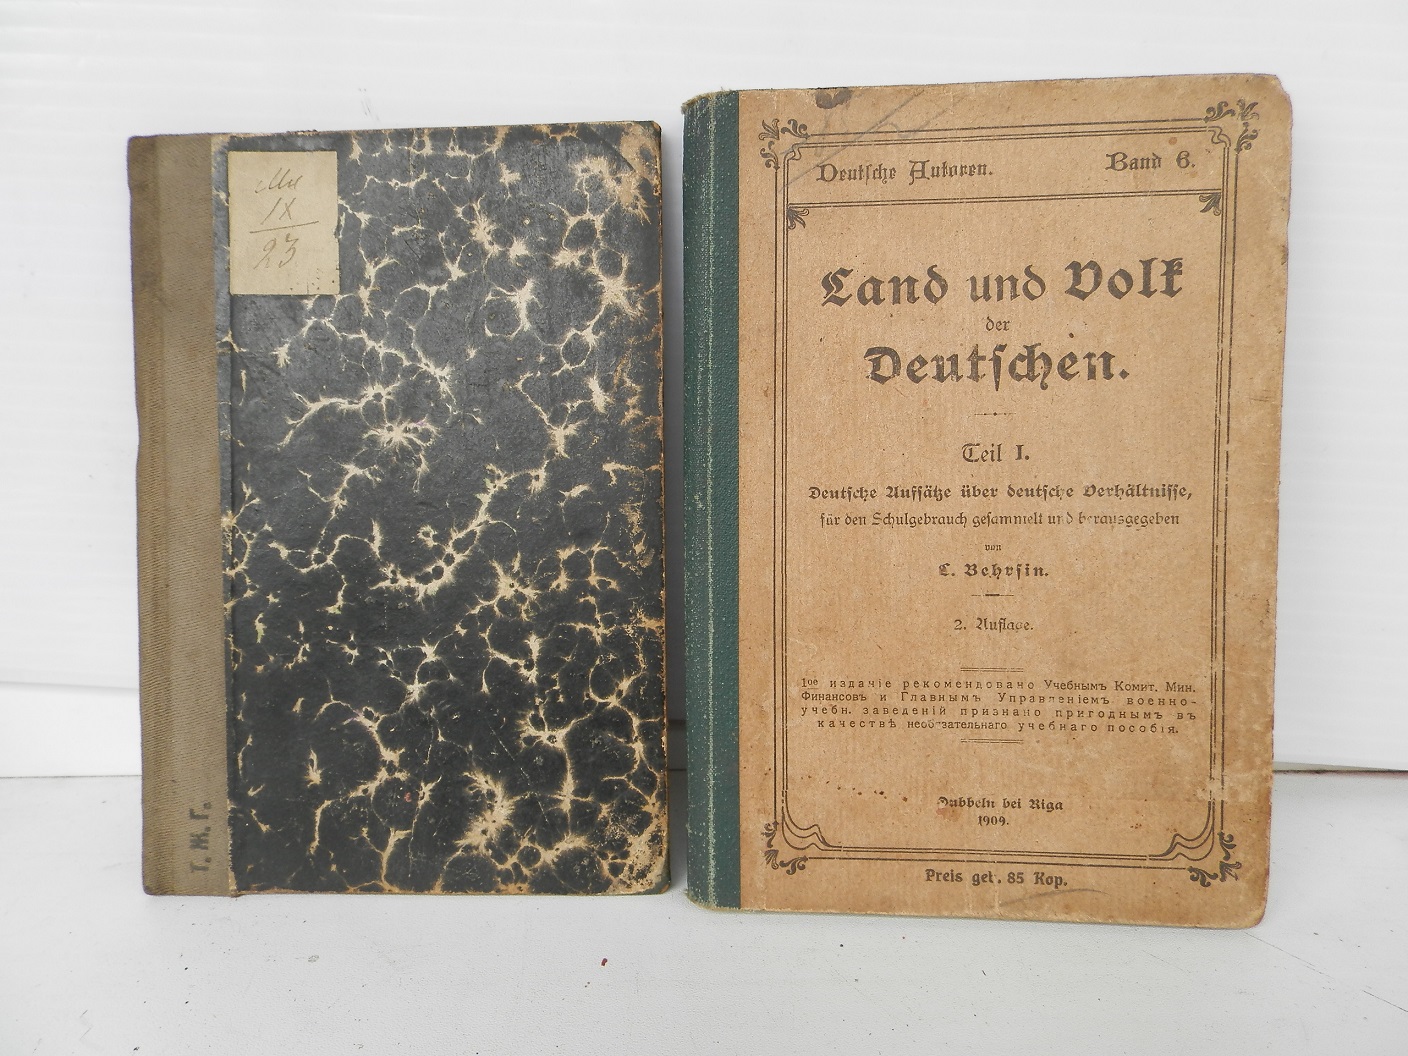 IX
23
Т. Ж. Г.
Deutsche Autoren. Band 6.
Land und Volk
der
Deutschen.
Teil I.
Deutsche Aufsätze über deutsche Verhältnisse,
für den Schulgebrauch gesammelt und herausgegeben
von
C. Behrsin.
2. Auflage.
1ое изданіе рекомендовано Учебнымъ Комит. Мин.
Финансовъ и Главнымъ Управленіемъ военно-
учебн. заведеній признано пригоднымъ въ
качествѣ необязательнаго учебнаго пособія.
Dubbeln bei Riga
1909.
Preis geb. 85 Kop.